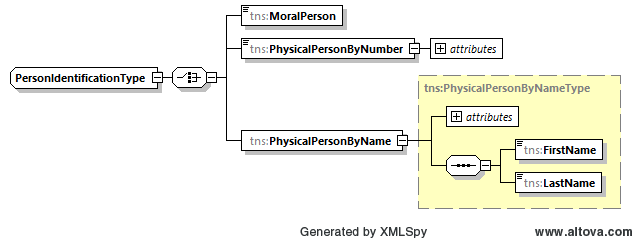 tns:MoralPerson
tns:PhysicalPersonByNumber
attributes
PersonIdentificationType
tns:PhysicalPersonByNameType
attributes
tns:PhysicalPersonByName
tns:FirstName
tns:LastName
Generated by XMLSpy
www.altova.com